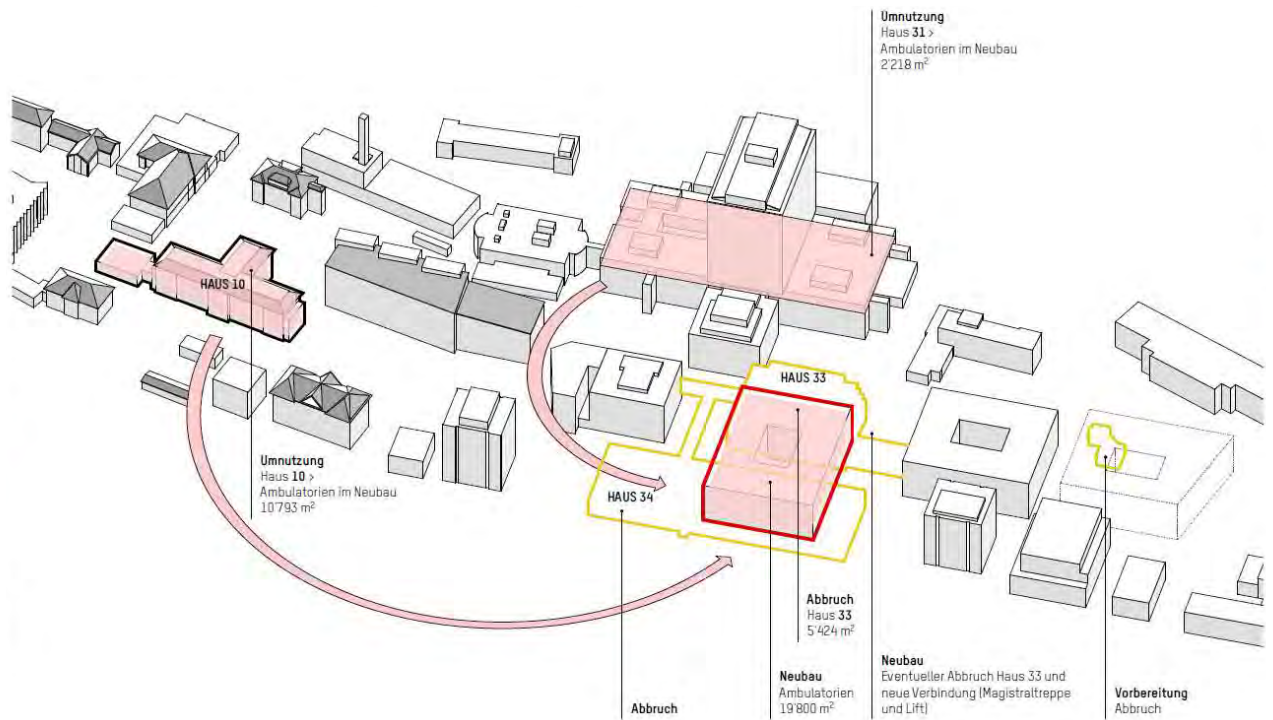 Umnutzung
Haus 31 >
Ambulatorien im Neubau
2'218 m²
HAUS 10
HAUS 33
Umnutzung
Haus 10 >
Ambulatorien im Neubau
10'793 m²
HAUS 34
Abbruch
Haus 33
5'424 m²
Neubau
Ambulatorien
19'800 m²
Neubau
Eventueller Abbruch Haus 33 und
neue Verbindung (Magistraltreppe
und Lift)
Vorbereitung
Abbruch
Abbruch